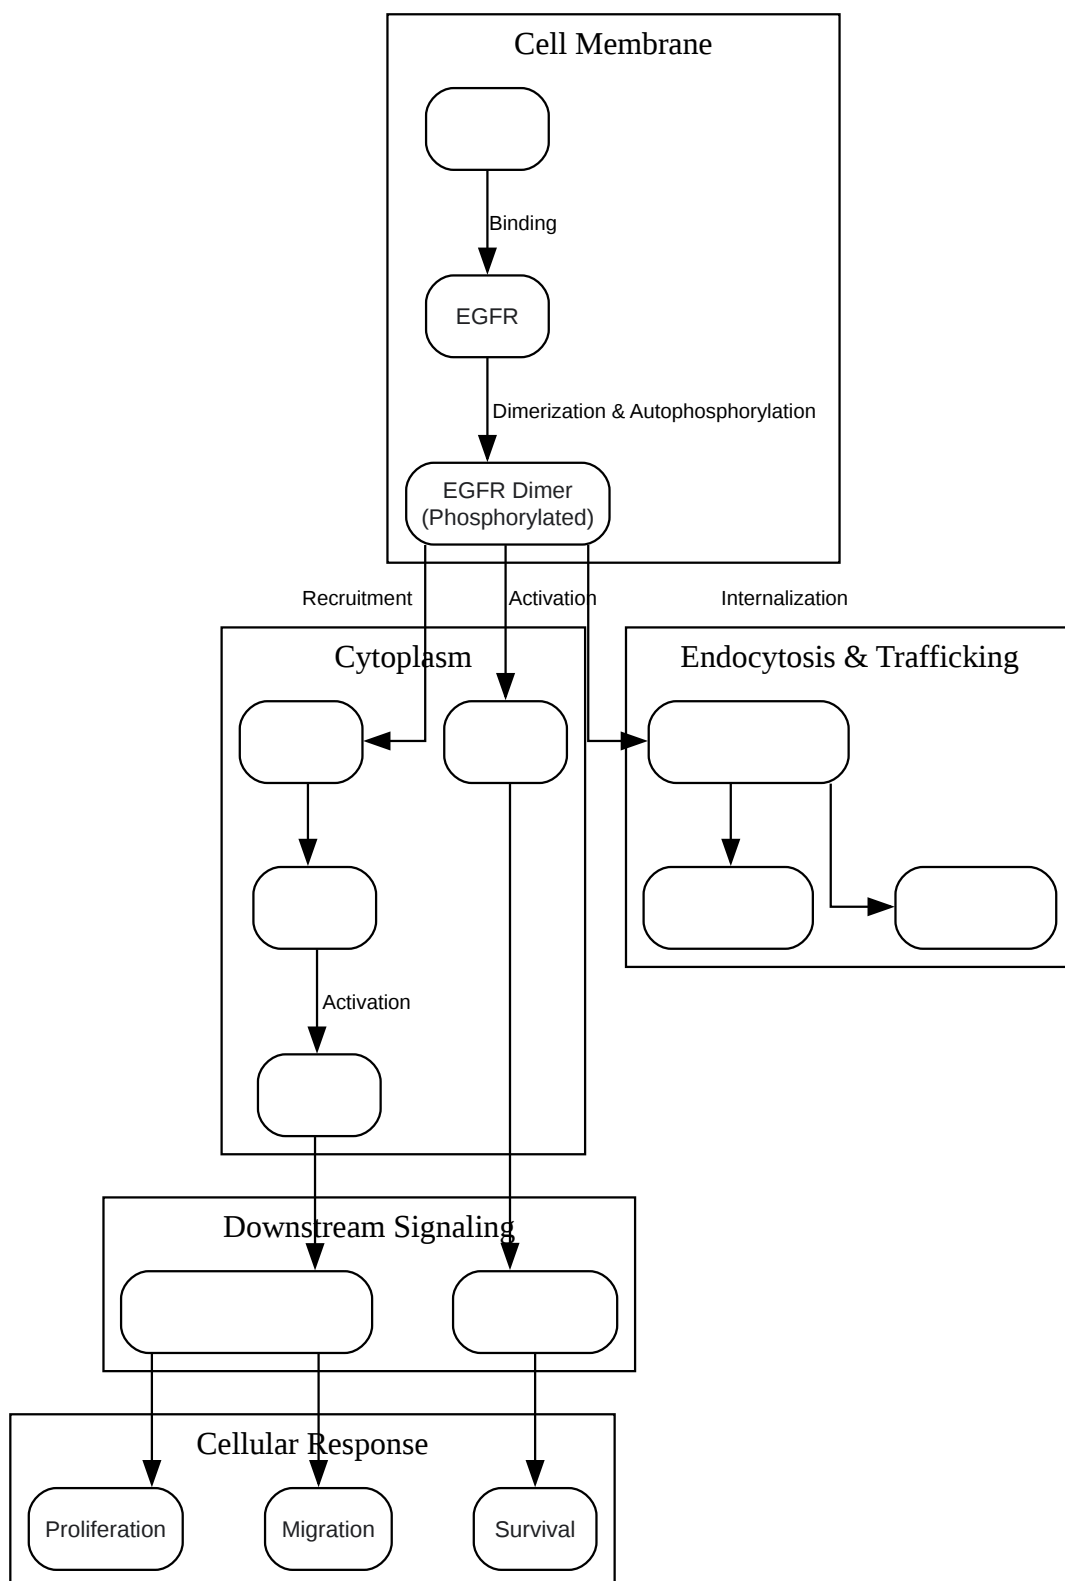 Cell Membrane
Binding
EGFR
Dimerization & Autophosphorylation
EGFR Dimer
(Phosphorylated)
Recruitment
Activation
Internalization
Cytoplasm
Endocytosis & Trafficking
Activation
Downstream Signaling
Cellular Response
Proliferation
Migration
Survival